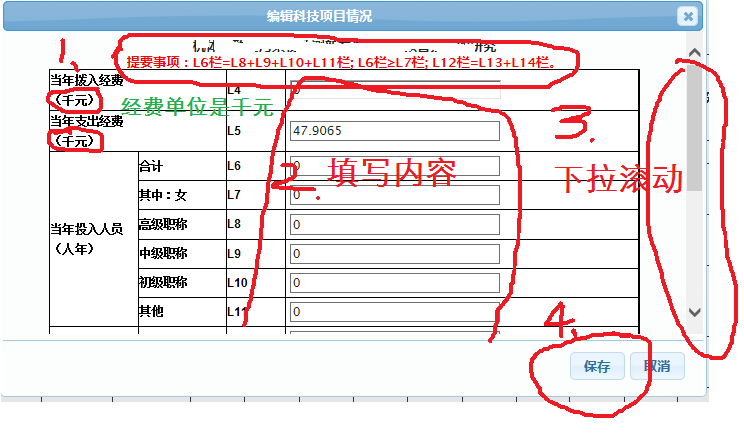 编辑科技项目情况
1、
提要事项：L6栏=L8+L9+L10+L11栏; L6栏≥L7栏; L12栏=L13+L14栏。
当年拨入经费（千元） L4 0
经费单位是千元
当年支出经费（千元） L5 47.9065
3.
当年投入人员（人年）
合计 L6 0
2. 填写内容
下拉滚动
其中：女 L7 0
高级职称 L8 0
中级职称 L9 0
初级职称 L10 0
其他 L11 0
4.
保存 取消